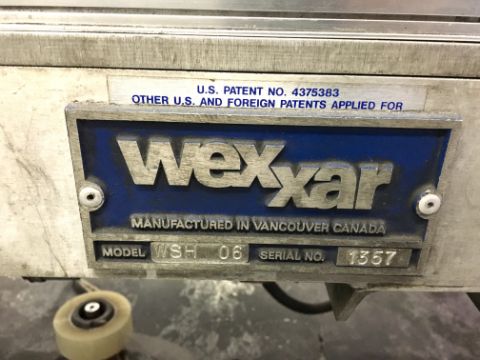 U.S. PATENT NO. 4375383
OTHER U.S. AND FOREIGN PATENTS APPLIED FOR
wexxar
MANUFACTURED IN VANCOUVER CANADA
MODEL WSH 06 SERIAL NO. 1357